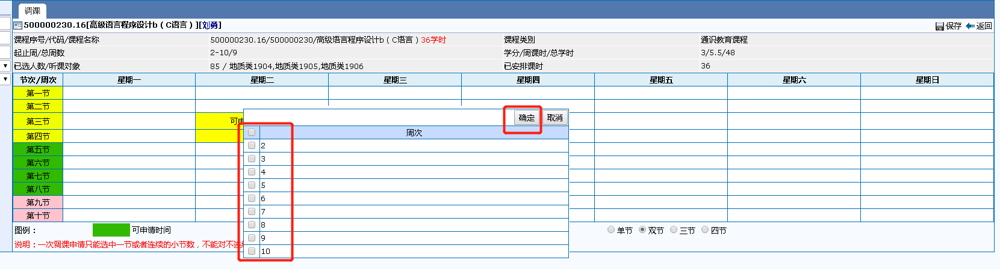 调课
500000230.16[高级语言程序设计b（C语言）][刘勇] 保存 返回
课程序号/代码/课程名称 500000230.16/500000230/高级语言程序设计b（C语言）36学时 课程类别 通识教育课程
起止周/总周数 2-10/9 学分/周课时/总学时 3/5.5/48
已选人数/听课对象 85 / 地质类1904,地质类1905,地质类1906 已安排课时 36
节次/周次 星期一 星期二 星期三 星期四 星期五 星期六 星期日
第一节
第二节
第三节 可申 确定 取消
第四节 周次
第五节 2
第六节 3
第七节 4
第八节 5
第九节 6
第十节 7
图例： 可申请时间 8 单节 双节 三节 四节
说明：一次调课申请只能选中一节或者连续的小节数，不能对不连 9
10